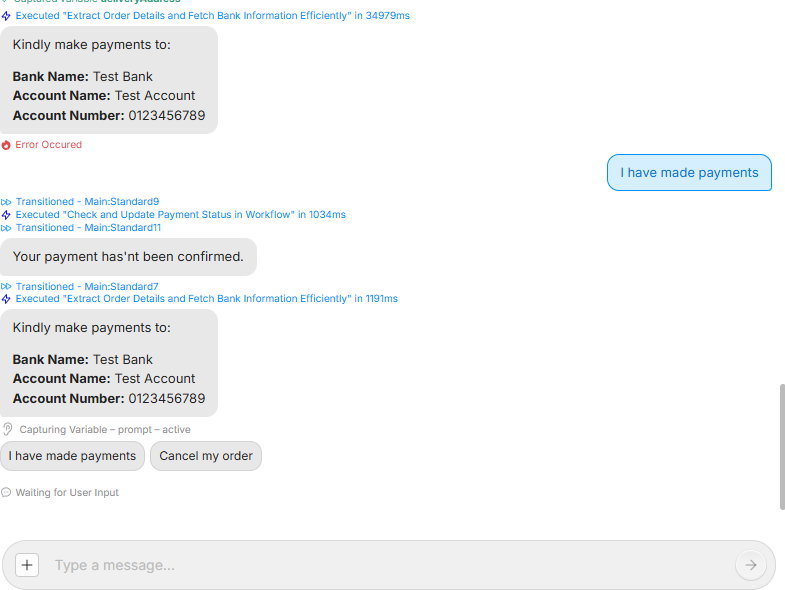 Captured variable deliveryAddress
Executed "Extract Order Details and Fetch Bank Information Efficiently" in 34979ms
Kindly make payments to:
Bank Name: Test Bank
Account Name: Test Account
Account Number: 0123456789
Error Occured
I have made payments
Transitioned - Main:Standard9
Executed "Check and Update Payment Status in Workflow" in 1034ms
Transitioned - Main:Standard11
Your payment has'nt been confirmed.
Transitioned - Main:Standard7
Executed "Extract Order Details and Fetch Bank Information Efficiently" in 1191ms
Kindly make payments to:
Bank Name: Test Bank
Account Name: Test Account
Account Number: 0123456789
Capturing Variable – prompt – active
I have made payments Cancel my order
Waiting for User Input
Type a message...